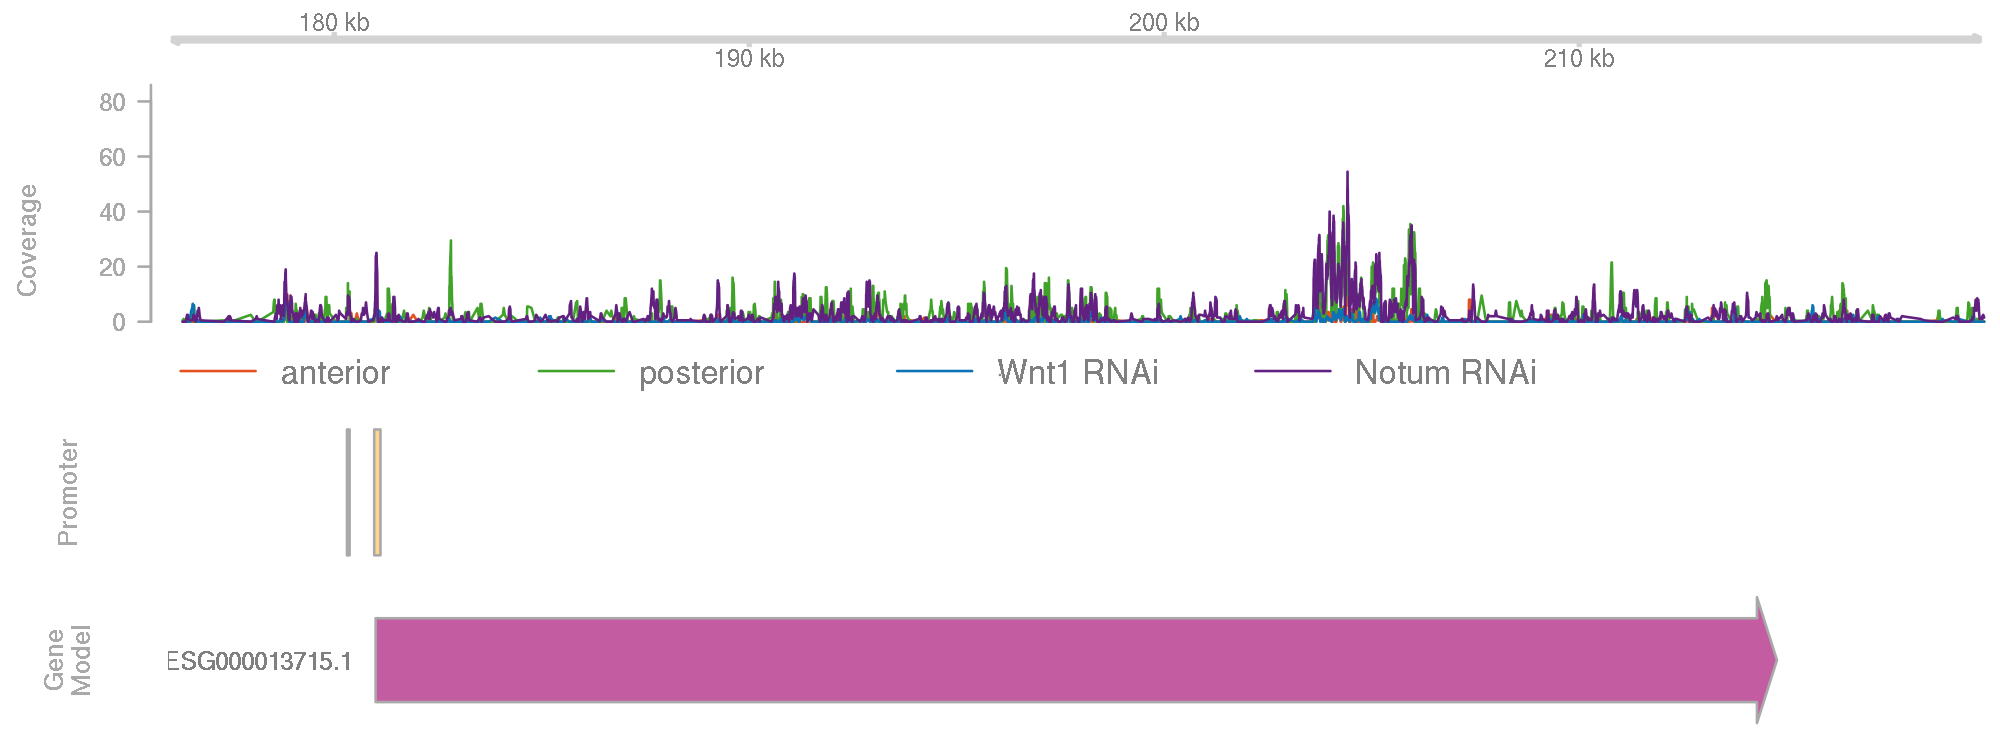 180 kb 200 kb
190 kb 210 kb
Coverage
80
60
40
20
0
anterior posterior Wnt1 RNAi Notum RNAi
Promoter
Gene
Model
ESG000013715.1